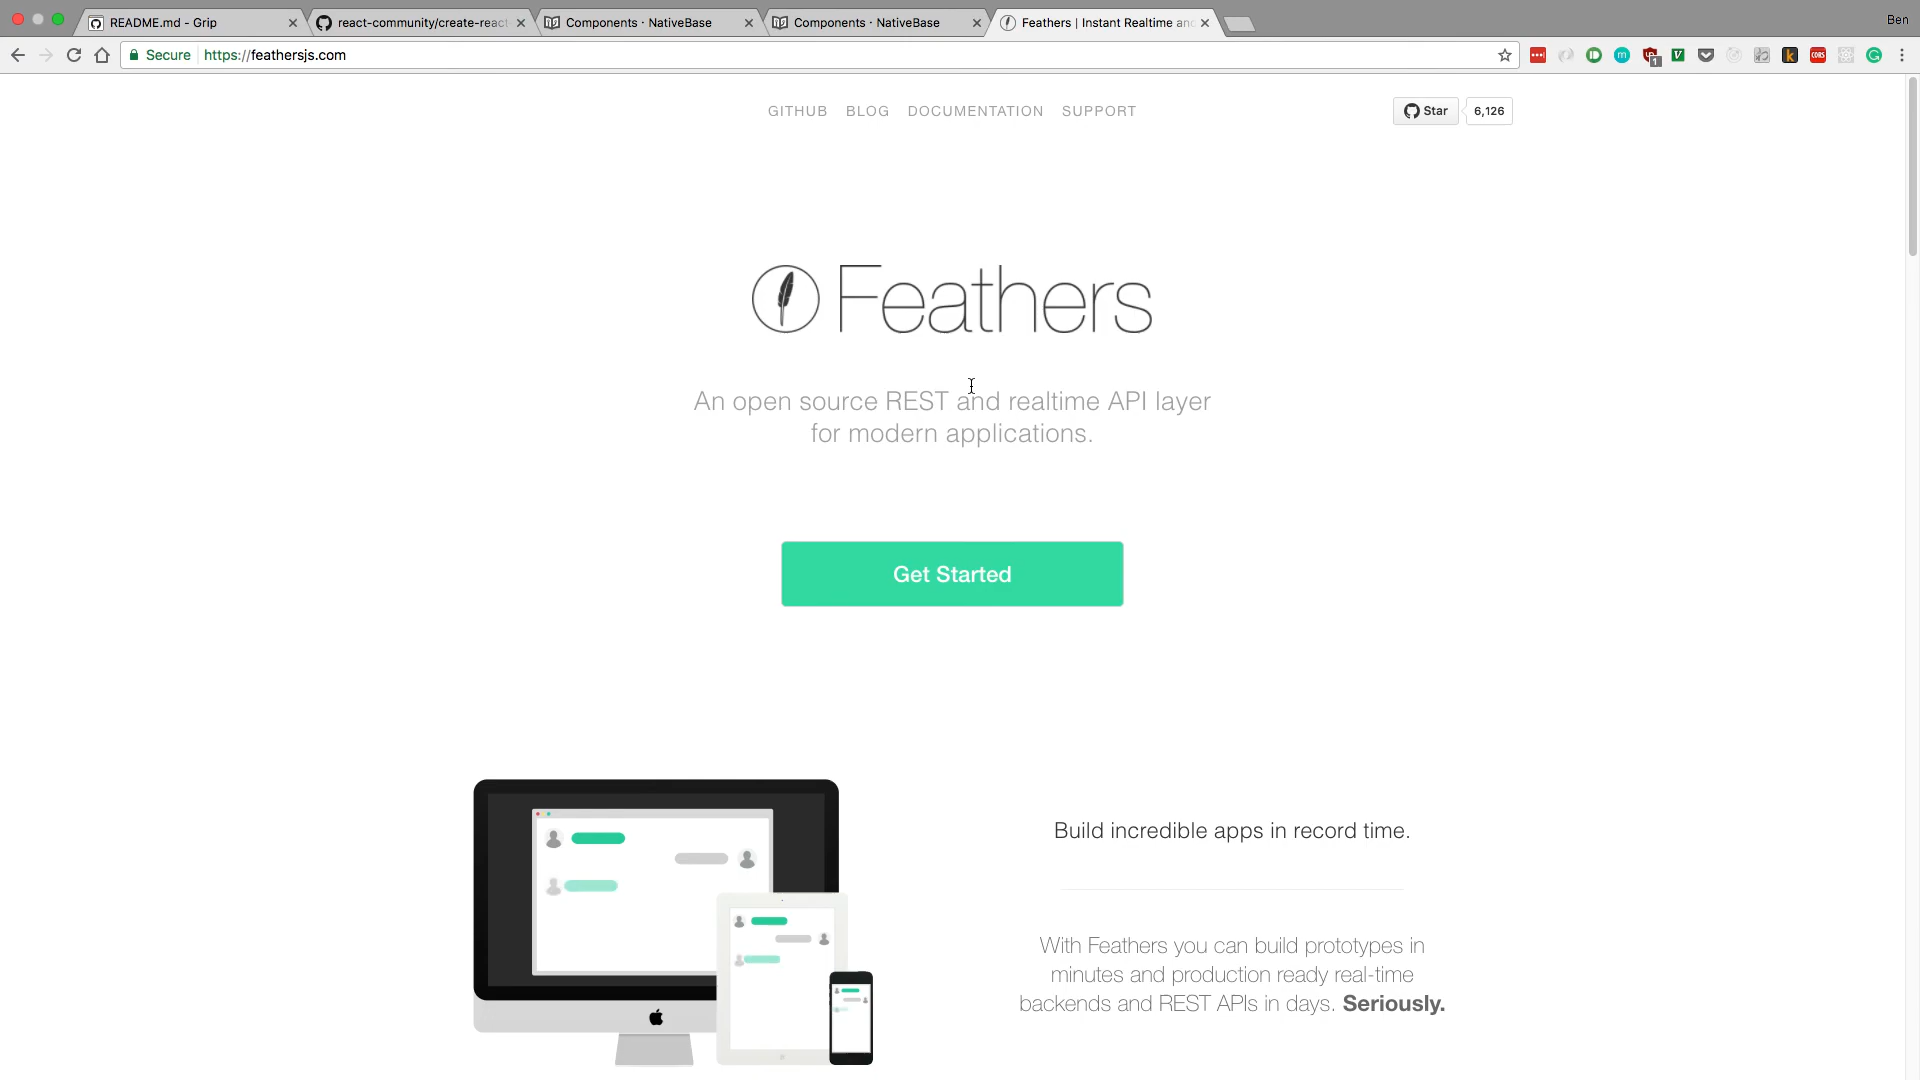 README.md - Grip
react-community/create-react
Components · NativeBase
Components · NativeBase
Feathers | Instant Realtime and
Ben
Secure
https://feathersjs.com
1
GITHUB
BLOG
DOCUMENTATION
SUPPORT
Star
6,126
Feathers
An open source REST and realtime API layer
for modern applications.
Get Started
Build incredible apps in record time.
With Feathers you can build prototypes in
minutes and production ready real-time
backends and REST APIs in days. Seriously.